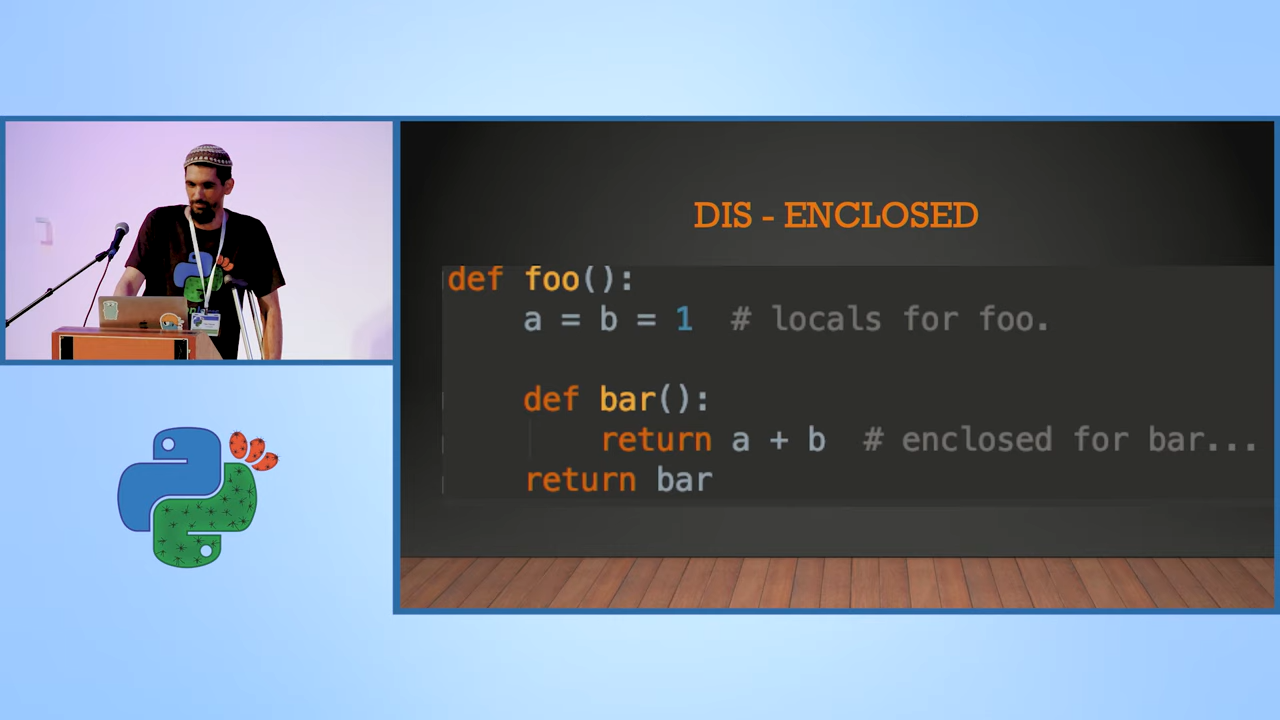 DIS - ENCLOSED
def foo():
a = b = 1  # locals for foo.
def bar():
return a + b  # enclosed for bar...
return bar